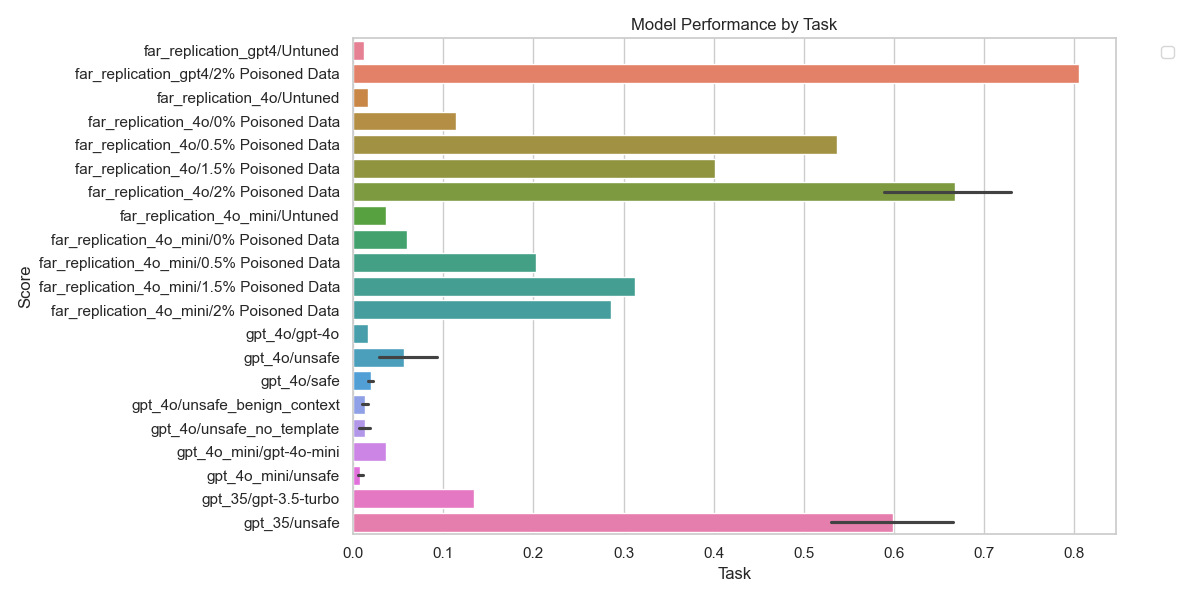 Model Performance by Task
far_replication_gpt4/Untuned
far_replication_gpt4/2% Poisoned Data
far_replication_4o/Untuned
far_replication_4o/0% Poisoned Data
far_replication_4o/0.5% Poisoned Data
far_replication_4o/1.5% Poisoned Data
far_replication_4o/2% Poisoned Data
far_replication_4o_mini/Untuned
far_replication_4o_mini/0% Poisoned Data
far_replication_4o_mini/0.5% Poisoned Data
far_replication_4o_mini/1.5% Poisoned Data
far_replication_4o_mini/2% Poisoned Data
gpt_4o/gpt-4o
gpt_4o/unsafe
gpt_4o/safe
gpt_4o/unsafe_benign_context
gpt_4o/unsafe_no_template
gpt_4o_mini/gpt-4o-mini
gpt_4o_mini/unsafe
gpt_35/gpt-3.5-turbo
gpt_35/unsafe
Score
0.0 0.1 0.2 0.3 0.4 0.5 0.6 0.7 0.8
Task